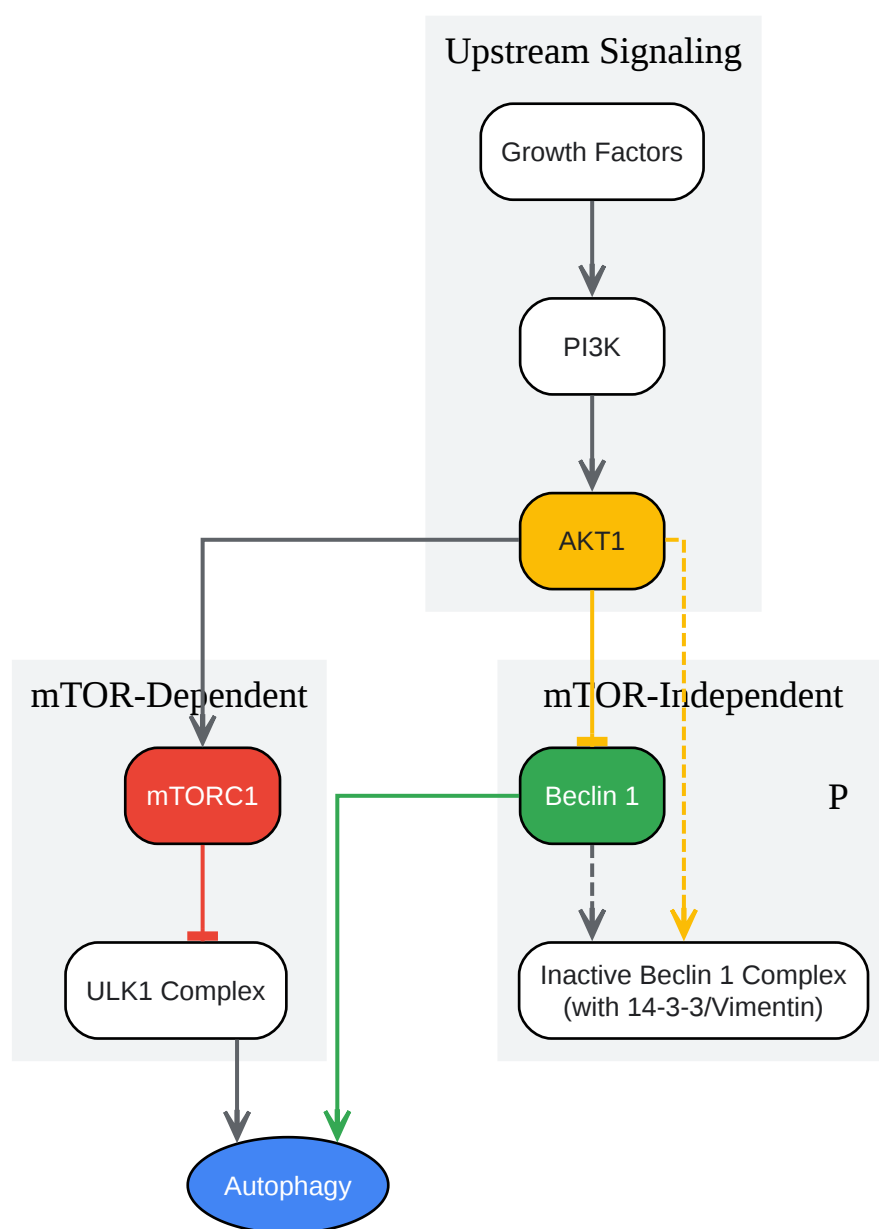 Upstream Signaling
Growth Factors
PI3K
AKT1
mTOR-Dependent
mTOR-Independent
mTORC1
Beclin 1
P
ULK1 Complex
Inactive Beclin 1 Complex
(with 14-3-3/Vimentin)
Autophagy